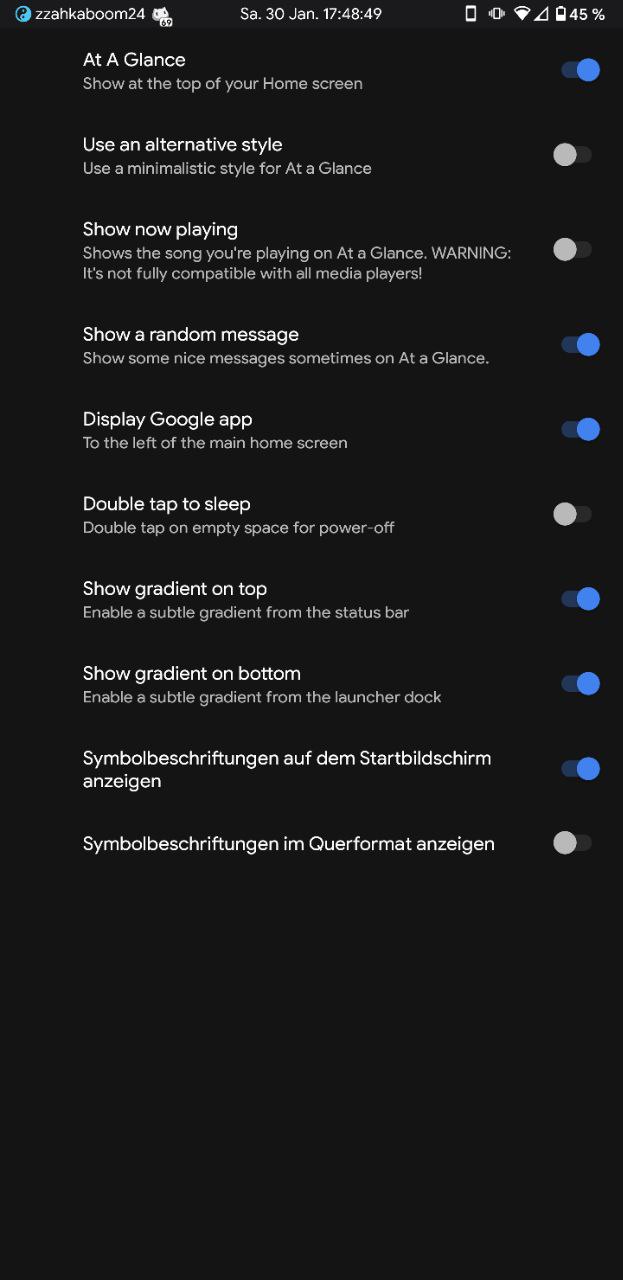 zzahkaboom24 69 Sa. 30 Jan. 17:48:49 45 %
At A Glance
Show at the top of your Home screen
Use an alternative style
Use a minimalistic style for At a Glance
Show now playing
Shows the song you're playing on At a Glance. WARNING:
It's not fully compatible with all media players!
Show a random message
Show some nice messages sometimes on At a Glance.
Display Google app
To the left of the main home screen
Double tap to sleep
Double tap on empty space for power-off
Show gradient on top
Enable a subtle gradient from the status bar
Show gradient on bottom
Enable a subtle gradient from the launcher dock
Symbolbeschriftungen auf dem Startbildschirm
anzeigen
Symbolbeschriftungen im Querformat anzeigen